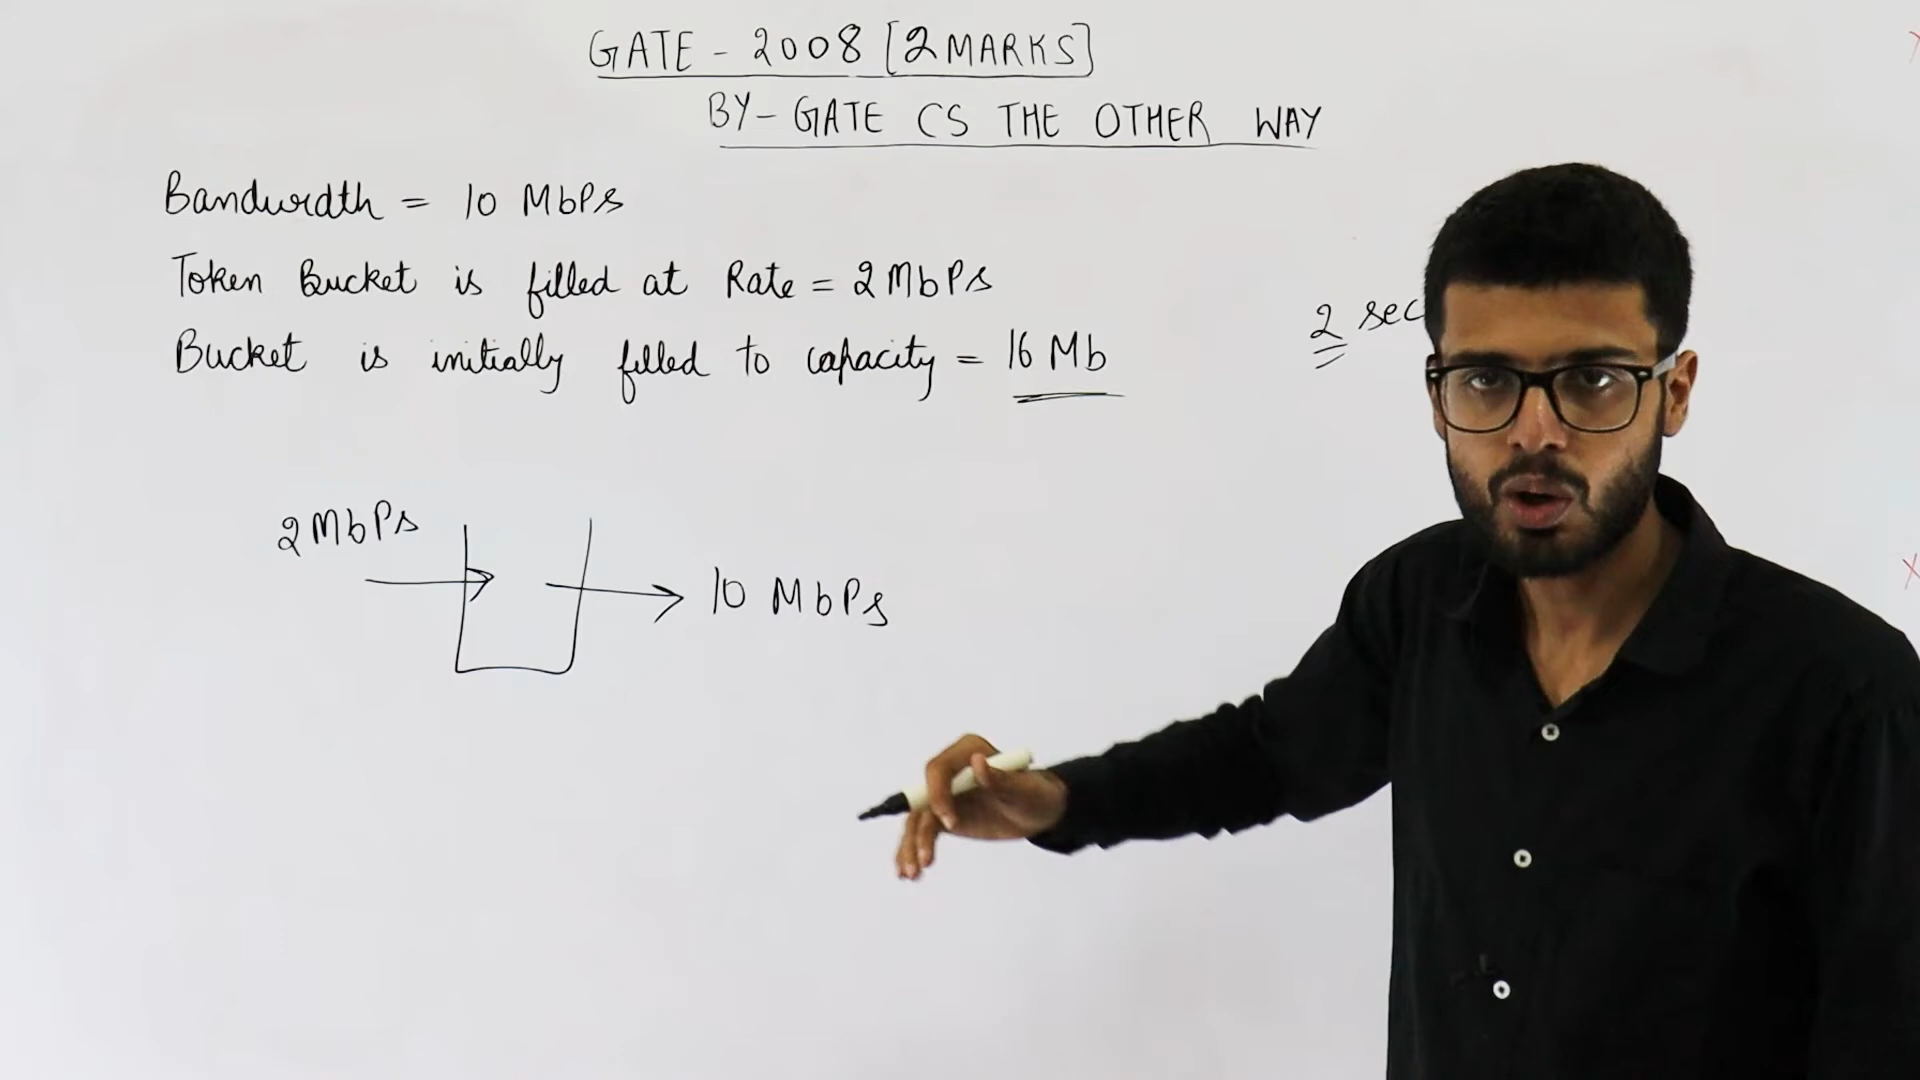 GATE - 2008 [2 MARKS]
BY - GATE CS THE OTHER WAY
Bandwidth = 10 MbPs
Token Bucket is filled at Rate = 2 MbPs
Bucket is initially filled to capacity = 16 Mb
2 sec
2 MbPs
10 MbPs